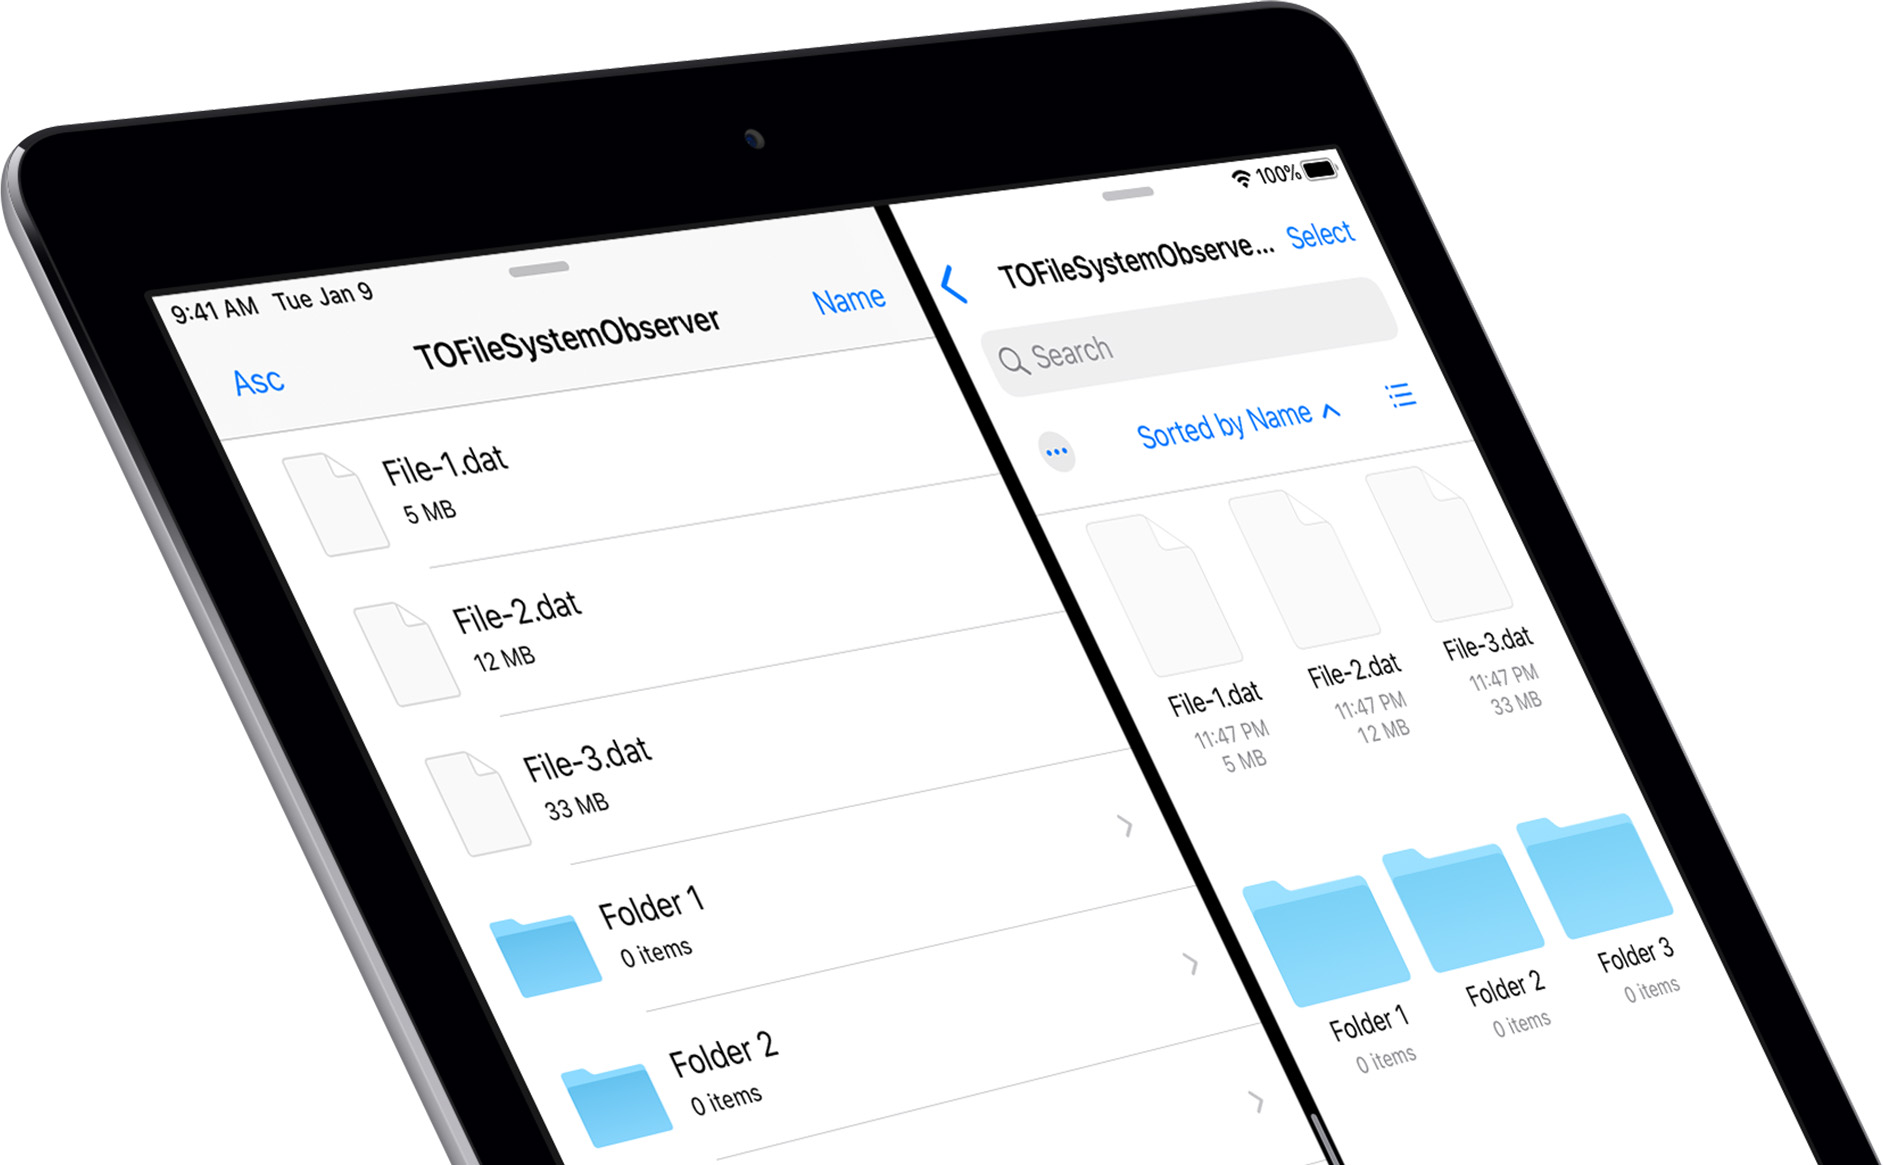 9:41 AM Tue Jan 9
Asc
TOFileSystemObserver
Name
File-1.dat
5 MB
File-2.dat
12 MB
File-3.dat
33 MB
Folder 1
0 items
Folder 2
0 items
100%
TOFileSystemObserve...
Select
Search
Sorted by Name
File-1.dat
11:47 PM
5 MB
File-2.dat
11:47 PM
12 MB
File-3.dat
11:47 PM
33 MB
Folder 1
0 items
Folder 2
0 items
Folder 3
0 items